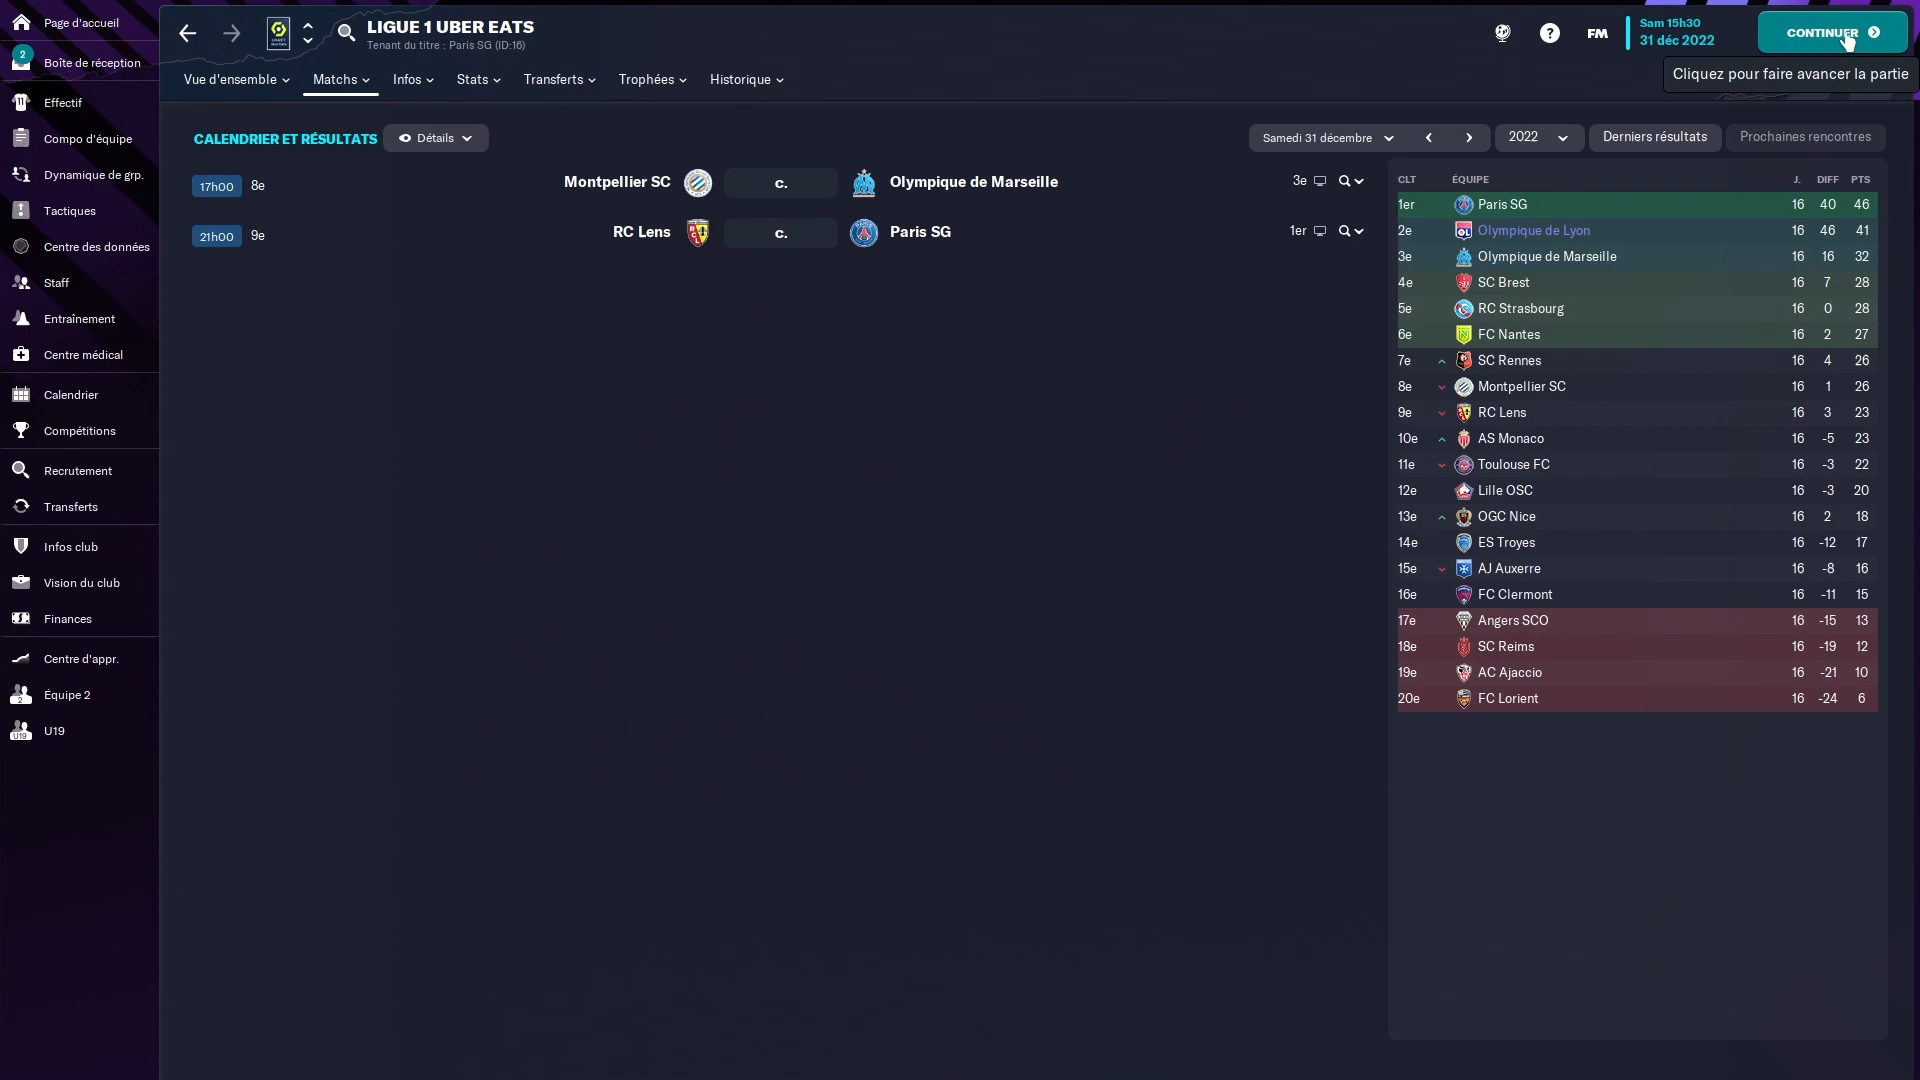 Page d'accueil
2
Boîte de réception
Effectif
Compo d'équipe
Dynamique de grp.
Tactiques
Centre des données
Staff
Entraînement
Centre médical
Calendrier
Compétitions
Recrutement
Transferts
Infos club
Vision du club
Finances
Centre d'appr.
2
Équipe 2
U19
U19
LIGUE 1 UBER EATS
Tenant du titre : Paris SG (ID:16)
FM
Sam 15h30
31 déc 2022
CONTINUER
Cliquez pour faire avancer la partie
Vue d'ensemble Matchs Infos Stats Transferts Trophées Historique
CALENDRIER ET RÉSULTATS Détails
Samedi 31 décembre 2022 Derniers résultats Prochaines rencontres
17h00 8e Montpellier SC c. Olympique de Marseille 3e
21h00 9e RC Lens c. Paris SG 1er
CLT ÉQUIPE J. DIFF PTS
1er Paris SG 16 40 46
2e Olympique de Lyon 16 46 41
3e Olympique de Marseille 16 16 32
4e SC Brest 16 7 28
5e RC Strasbourg 16 0 28
6e FC Nantes 16 2 27
7e SC Rennes 16 4 26
8e Montpellier SC 16 1 26
9e RC Lens 16 3 23
10e AS Monaco 16 -5 23
11e Toulouse FC 16 -3 22
12e Lille OSC 16 -3 20
13e OGC Nice 16 2 18
14e ES Troyes 16 -12 17
15e AJ Auxerre 16 -8 16
16e FC Clermont 16 -11 15
17e Angers SCO 16 -15 13
18e SC Reims 16 -19 12
19e AC Ajaccio 16 -21 10
20e FC Lorient 16 -24 6